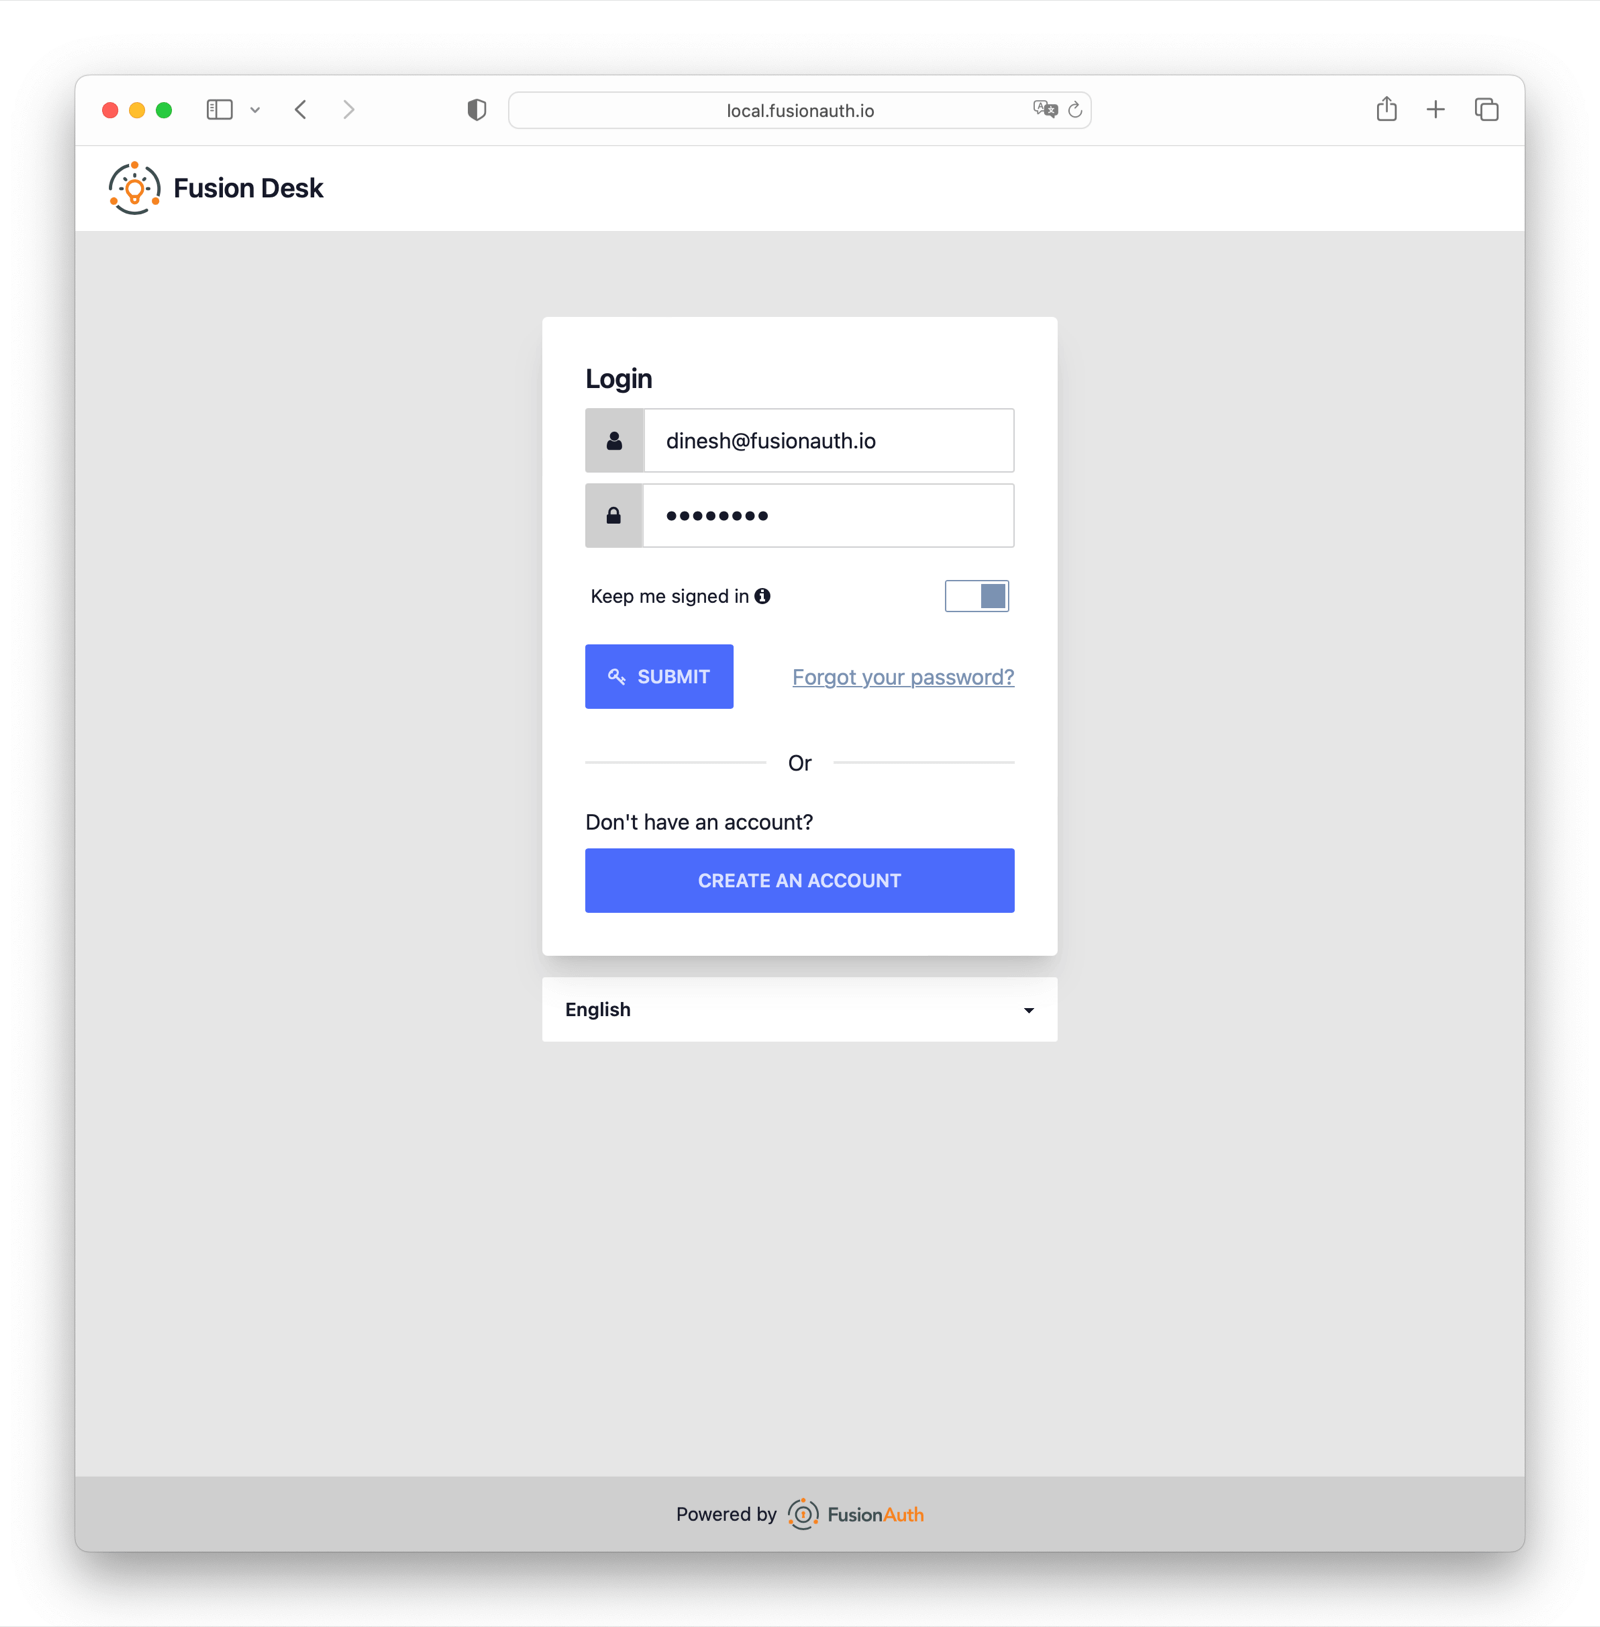 local.fusionauth.io
Fusion Desk
Login
dinesh@fusionauth.io
••••••••
Keep me signed in
SUBMIT
Forgot your password?
Or
Don't have an account?
CREATE AN ACCOUNT
English
Powered by FusionAuth